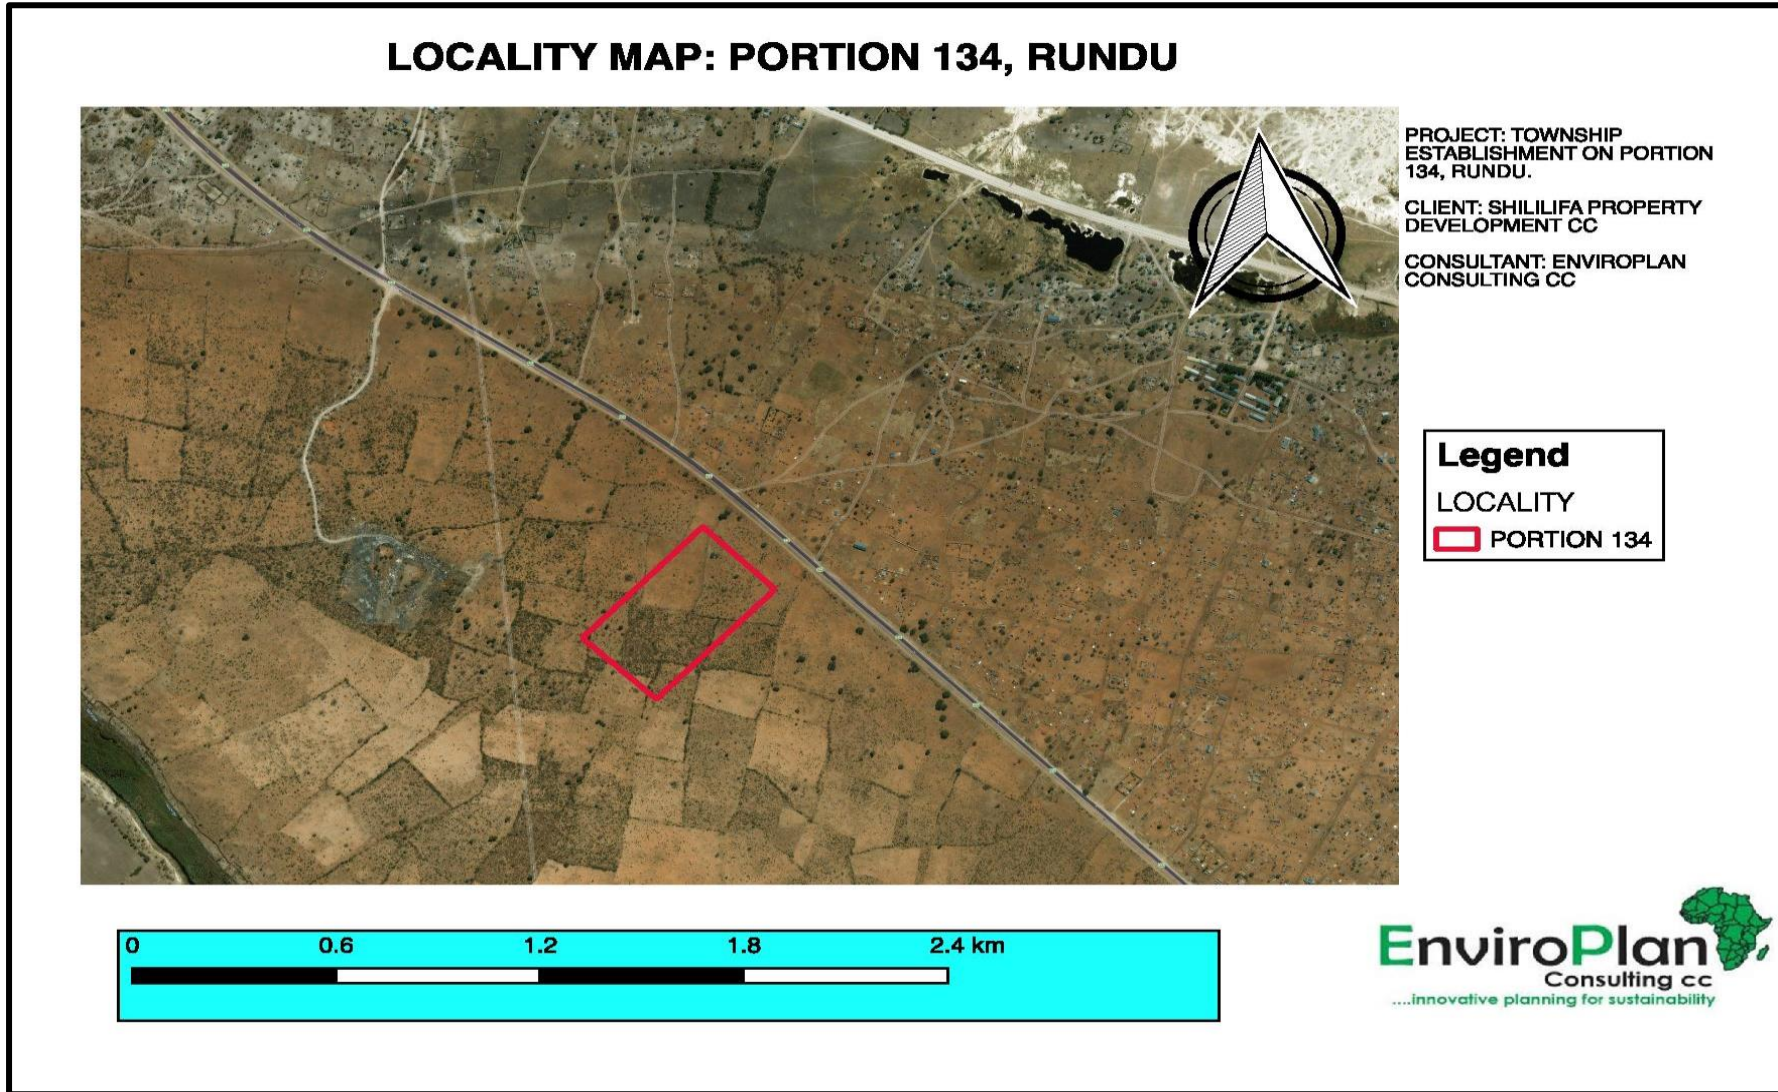 LOCALITY MAP: PORTION 134, RUNDU
PROJECT: TOWNSHIP
ESTABLISHMENT ON PORTION
134, RUNDU.
CLIENT: SHILILIFA PROPERTY
DEVELOPMENT CC
CONSULTANT: ENVIROPLAN
CONSULTING CC
Legend
LOCALITY
PORTION 134
0 0.6 1.2 1.8 2.4 km
EnviroPlan
Consulting cc
....innovative planning for sustainability